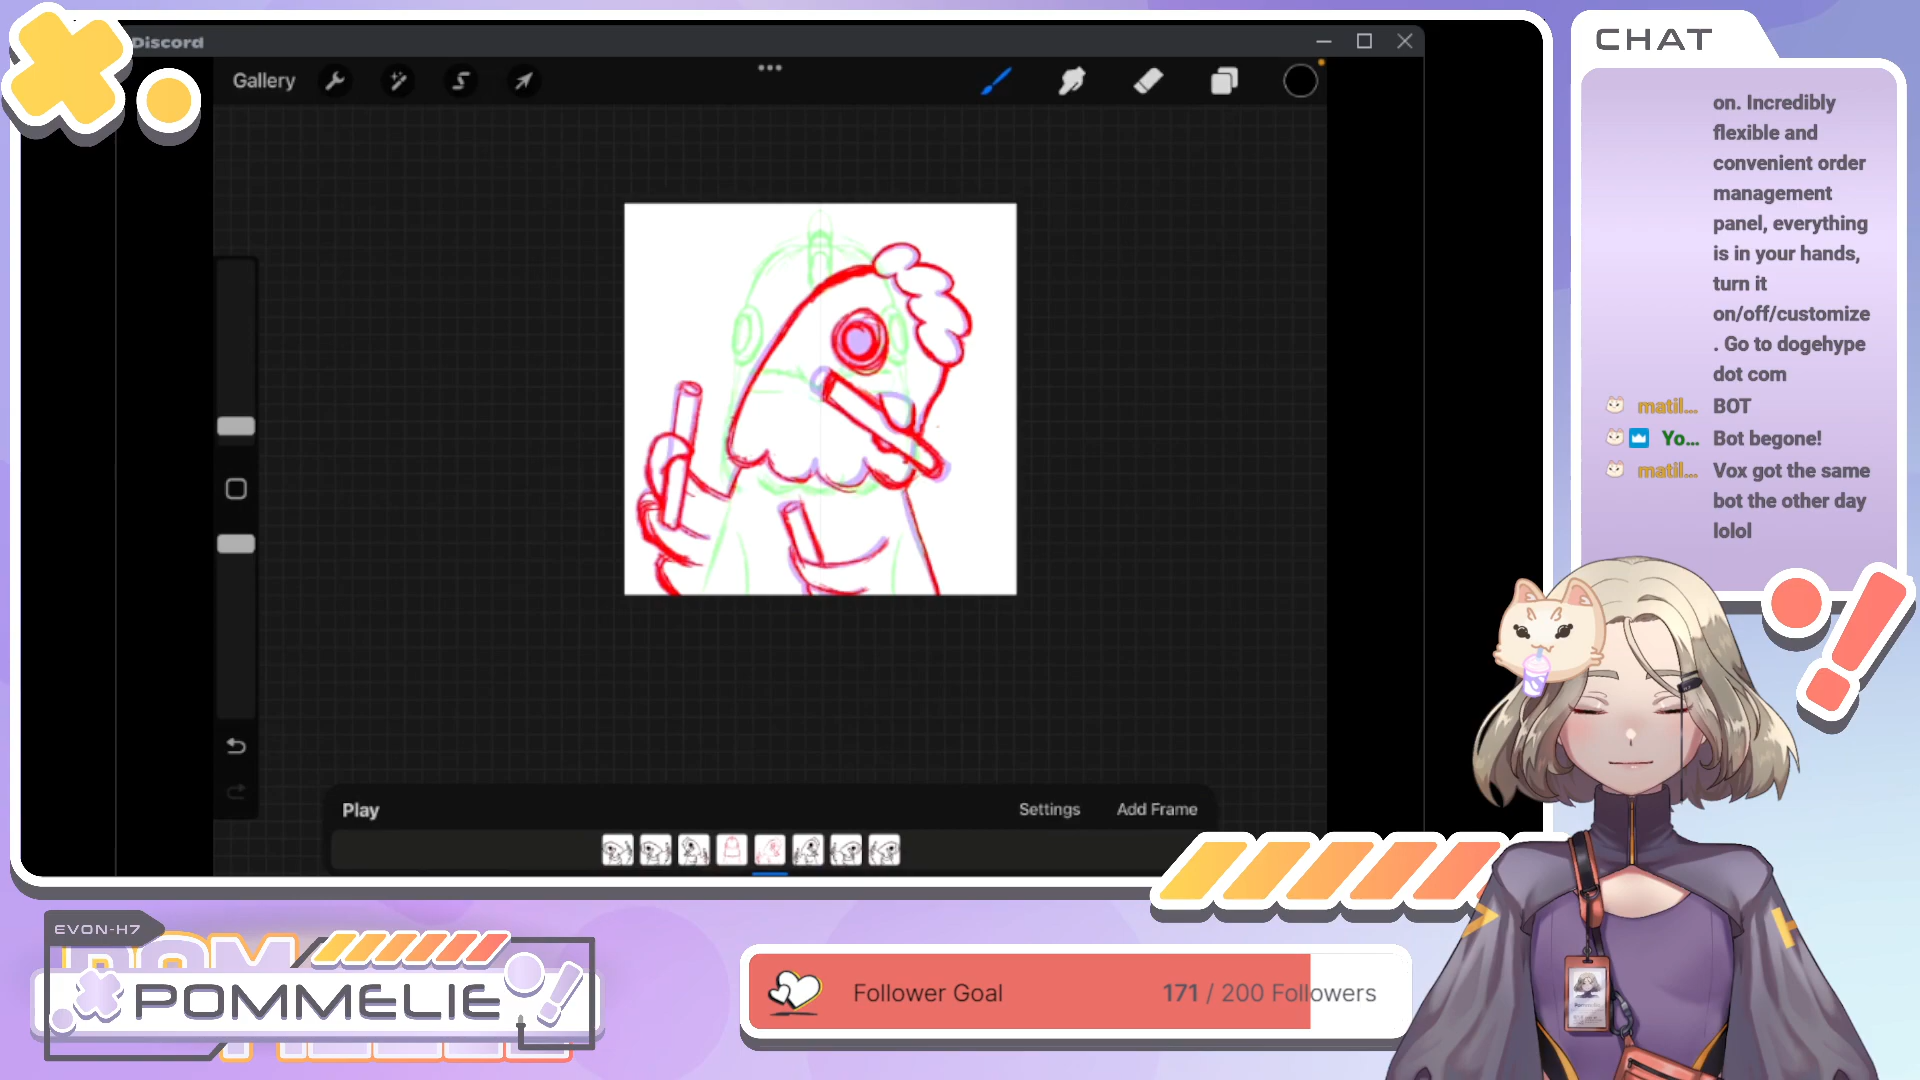 Discord
Gallery
CHAT
on. Incredibly
flexible and
convenient order
management
panel, everything
is in your hands,
turn it
on/off/customize
. Go to dogehype
dot com
matil... BOT
Yo... Bot begone!
matil... Vox got the same
bot the other day
lolol
Play
Settings
Add Frame
EVON-H7
POMMELIE
Follower Goal
171 / 200 Followers